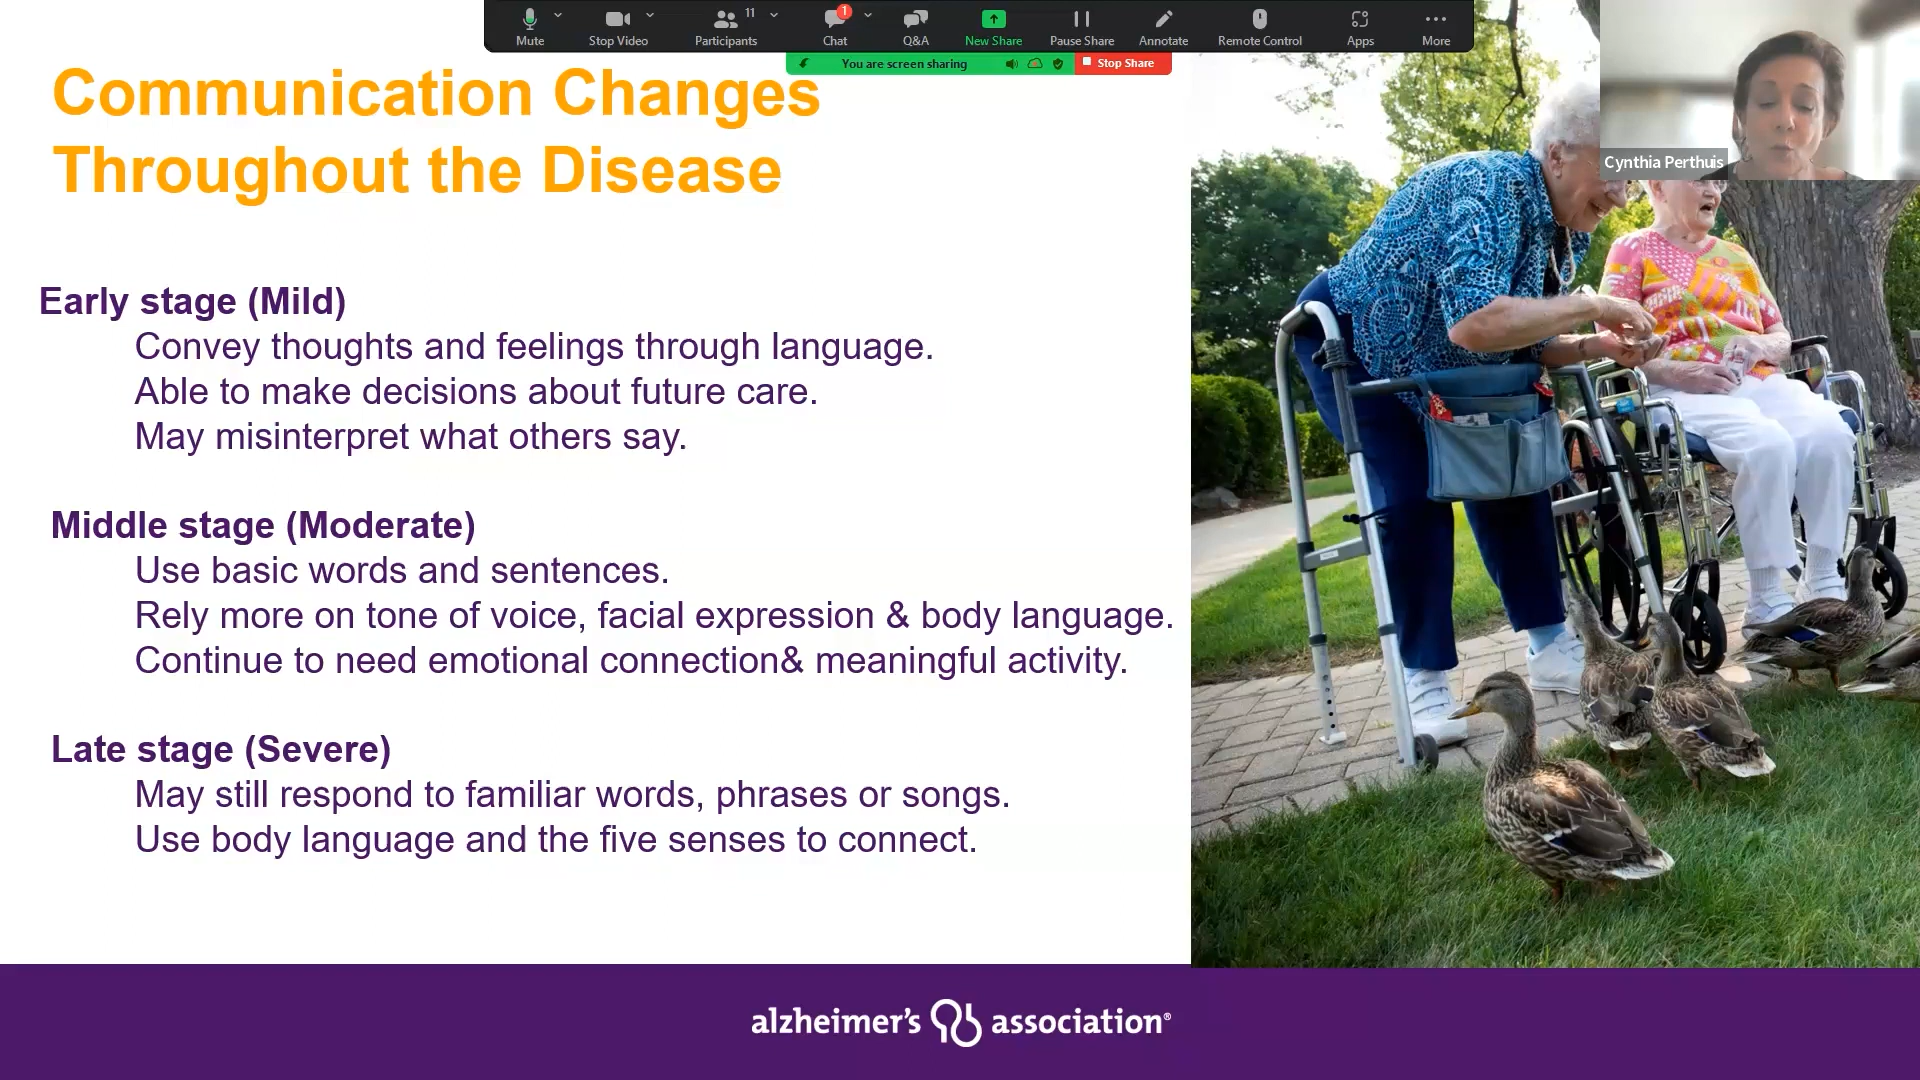 Mute
Stop Video
Participants
11
Chat
1
Q&A
New Share
Pause Share
Annotate
Remote Control
Apps
More
You are screen sharing
Stop Share
Cynthia Perthuis
Communication Changes
Throughout the Disease
Early stage (Mild)
Convey thoughts and feelings through language.
Able to make decisions about future care.
May misinterpret what others say.
Middle stage (Moderate)
Use basic words and sentences.
Rely more on tone of voice, facial expression & body language.
Continue to need emotional connection& meaningful activity.
Late stage (Severe)
May still respond to familiar words, phrases or songs.
Use body language and the five senses to connect.
alzheimer's association®